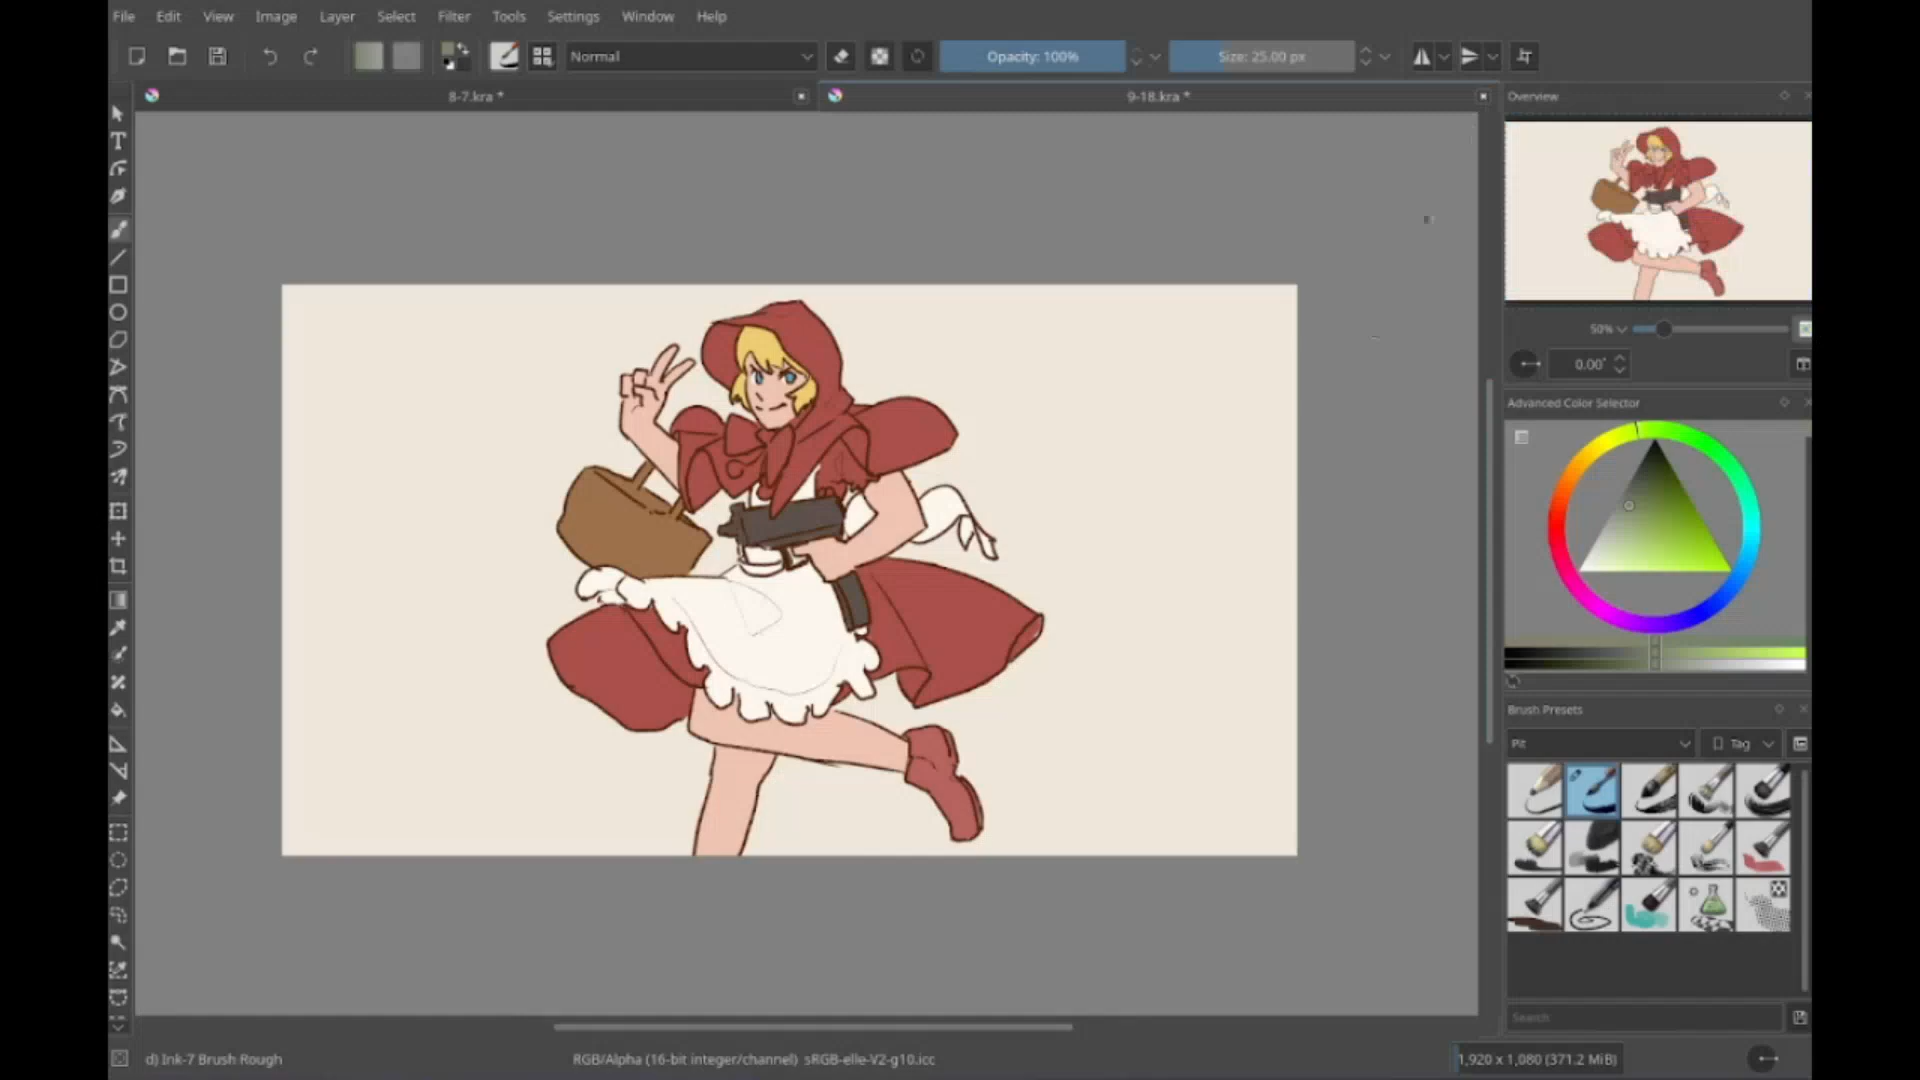 File Edit View Image Layer Select Filter Tools Settings Window Help
Normal Opacity: 100% Size: 25.00 px
8-7.kra * 9-18.kra * Overview
50%
0.00°
Advanced Color Selector
Brush Presets
Pit Tag
Search
d) Ink-7 Brush Rough RGB/Alpha (16-bit integer/channel) sRGB-elle-V2-g10.icc 1,920 x 1,080 (371.2 MiB)